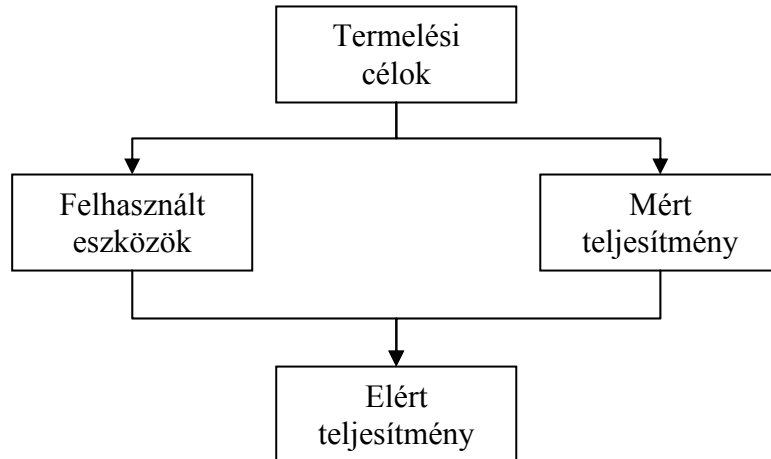 Termelési
célok
Felhasznált
eszközök
Mért
teljesítmény
Elért
teljesítmény